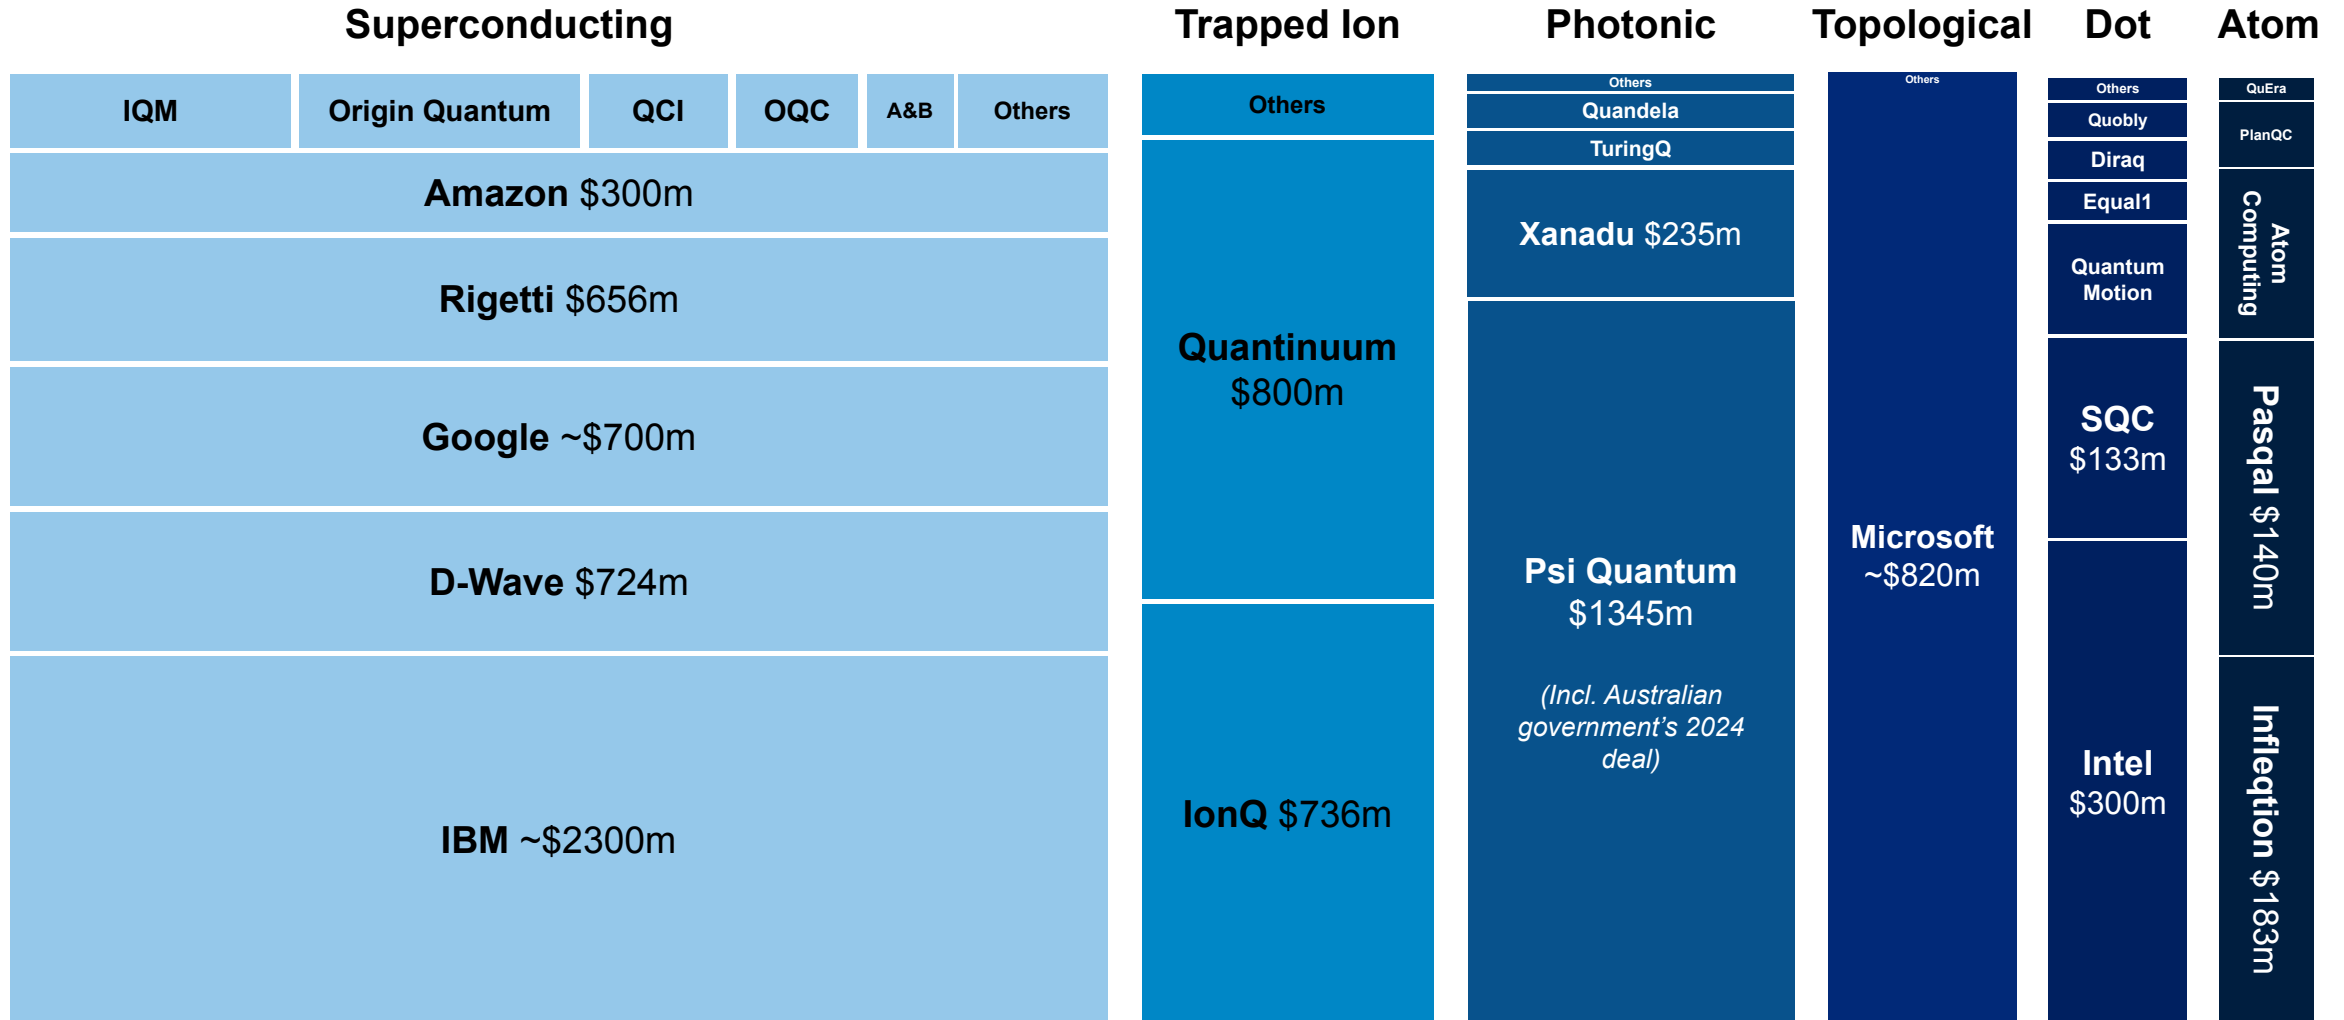 Superconducting
IQM
Origin Quantum
QCI
OQC
A&B
Others
Amazon $300m
Rigetti $656m
Google ~$700m
D-Wave $724m
IBM ~$2300m
Trapped Ion
Others
Quantinuum
$800m
IonQ $736m
Photonic
Others
Quandela
TuringQ
Xanadu $235m
Psi Quantum
$1345m
(Incl. Australian
government’s 2024
deal)
Topological
Others
Microsoft
~$820m
Dot
Others
Quobly
Diraq
Equal1
Quantum
Motion
SQC
$133m
Intel
$300m
Atom
QuEra
PlanQC
Atom
Computing
Pasqal $140m
Infleqtion $183m